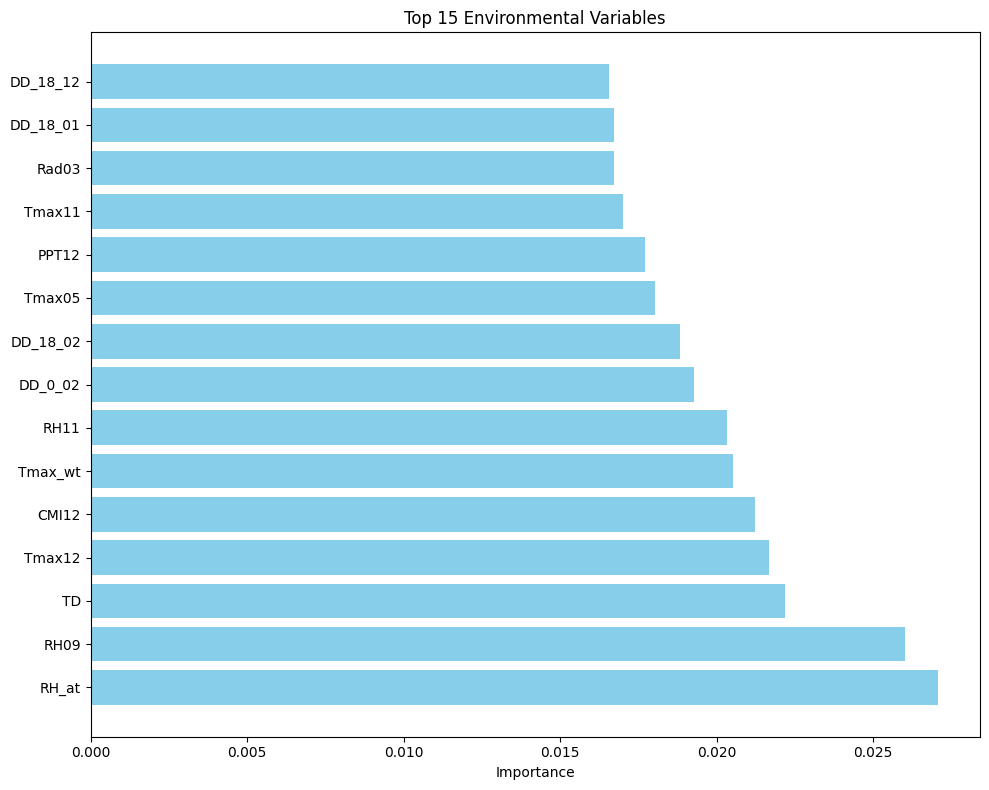 Top 15 Environmental Variables
DD_18_12
DD_18_01
Rad03
Tmax11
PPT12
Tmax05
DD_18_02
DD_0_02
RH11
Tmax_wt
CMI12
Tmax12
TD
RH09
RH_at
0.000 0.005 0.010 0.015 0.020 0.025
Importance